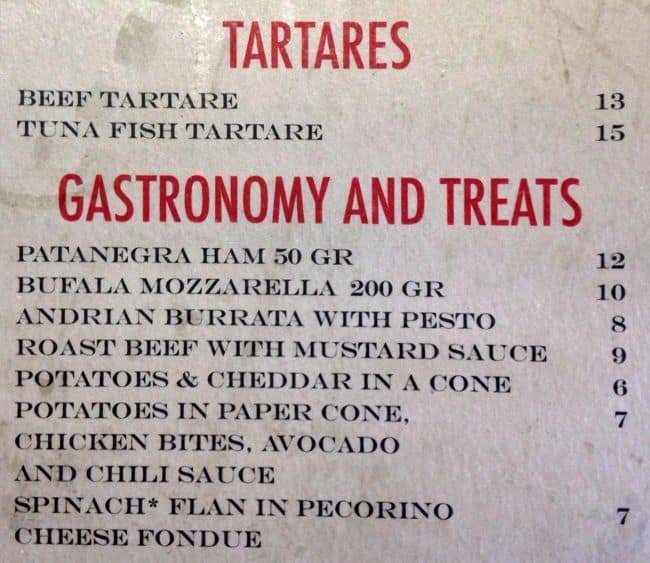 TARTARES
BEEF TARTARE 13
TUNA FISH TARTARE 15
GASTRONOMY AND TREATS
PATANEGRA HAM 50 GR 12
BUFALA MOZZARELLA 200 GR 10
ANDRIAN BURRATA WITH PESTO 8
ROAST BEEF WITH MUSTARD SAUCE 9
POTATOES & CHEDDAR IN A CONE 6
POTATOES IN PAPER CONE, 7
CHICKEN BITES, AVOCADO
AND CHILI SAUCE
SPINACH* FLAN IN PECORINO 7
CHEESE FONDUE